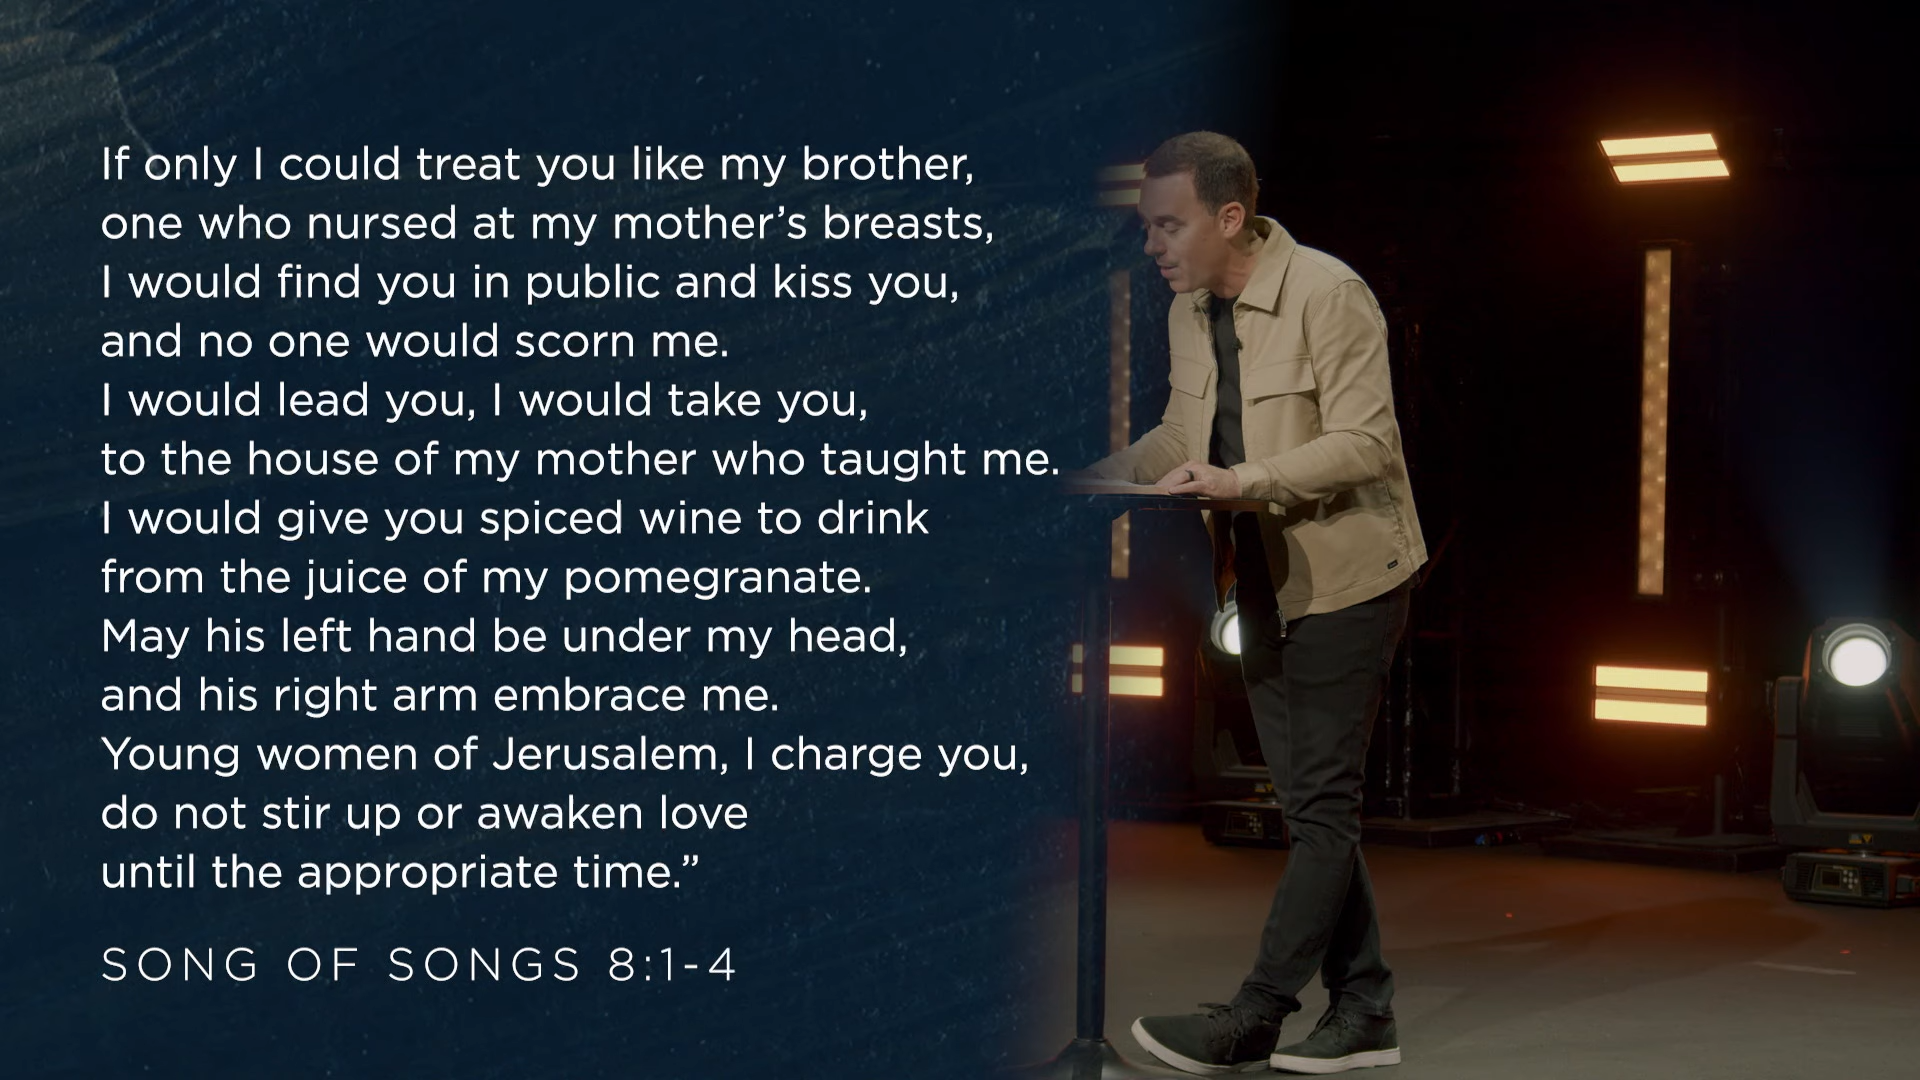 If only I could treat you like my brother,
one who nursed at my mother’s breasts,
I would find you in public and kiss you,
and no one would scorn me.
I would lead you, I would take you,
to the house of my mother who taught me.
I would give you spiced wine to drink
from the juice of my pomegranate.
May his left hand be under my head,
and his right arm embrace me.
Young women of Jerusalem, I charge you,
do not stir up or awaken love
until the appropriate time.”
SONG OF SONGS 8:1-4